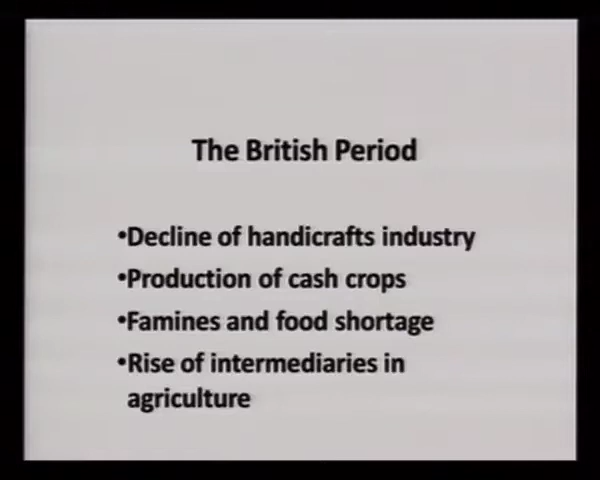 The British Period
•Decline of handicrafts industry
•Production of cash crops
•Famines and food shortage
•Rise of intermediaries in
agriculture